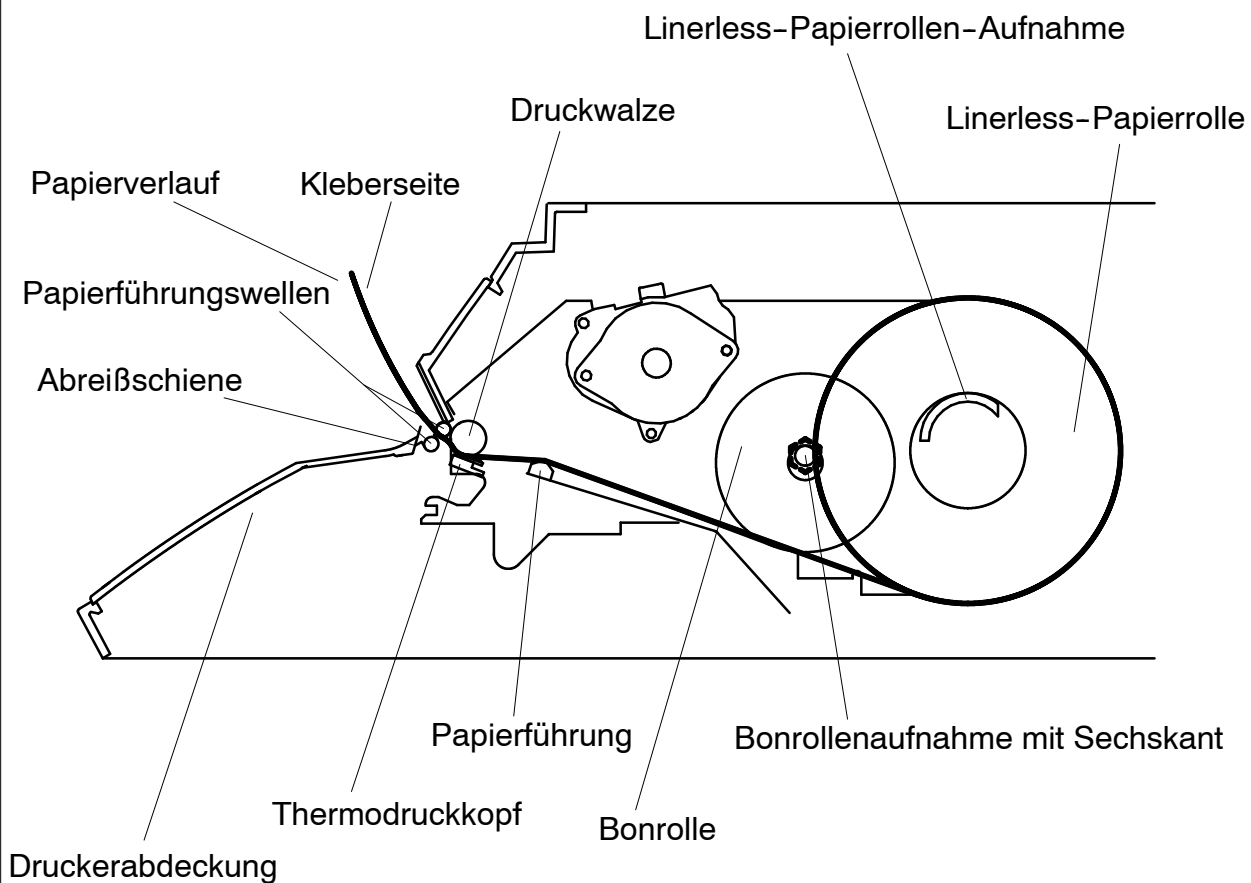 Linerless-Papierrollen-Aufnahme
Druckwalze
Linerless-Papierrolle
Papierverlauf
Kleberseite
Papierführungswellen
Abreißschiene
Papierführung
Bonrollenaufnahme mit Sechskant
Thermodruckkopf
Bonrolle
Druckerabdeckung